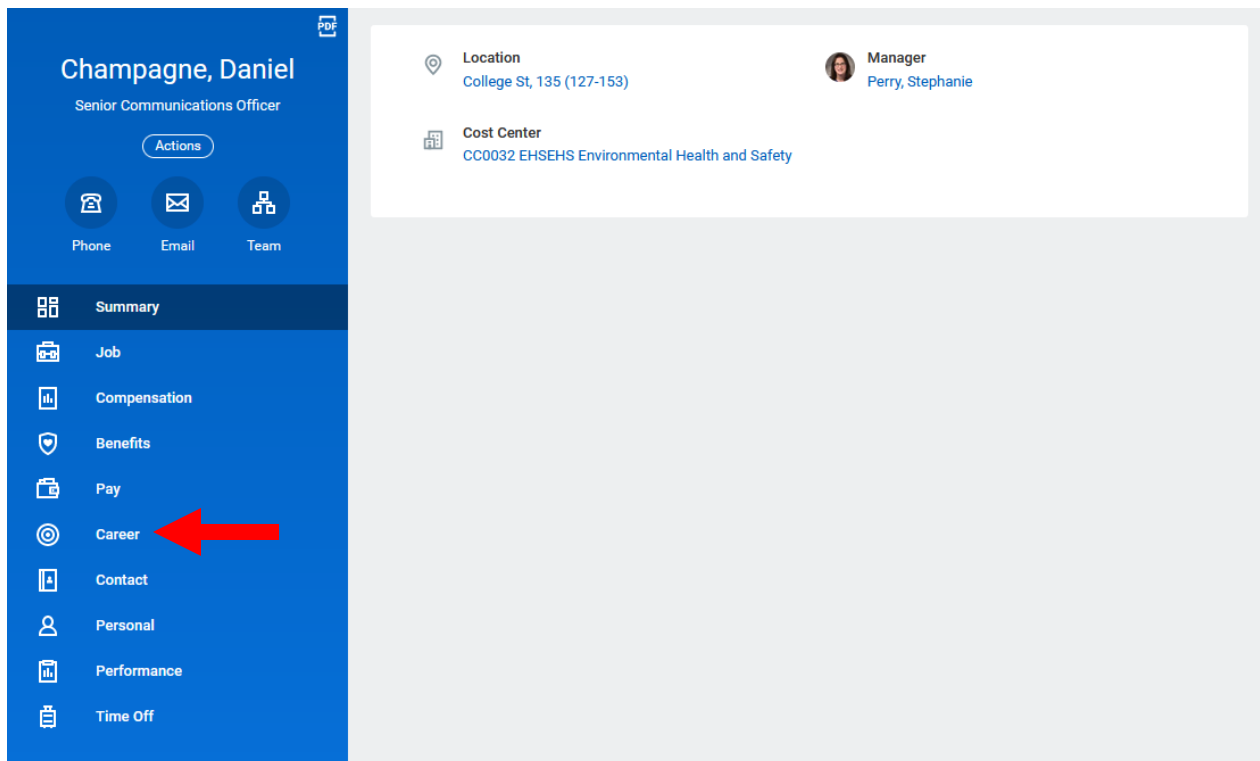 PDF
Champagne, Daniel
Senior Communications Officer
Actions
Phone
Email
Team
Summary
Job
Compensation
Benefits
Pay
Career
Contact
Personal
Performance
Time Off
Location
College St, 135 (127-153)
Manager
Perry, Stephanie
Cost Center
CC0032 EHSEHS Environmental Health and Safety